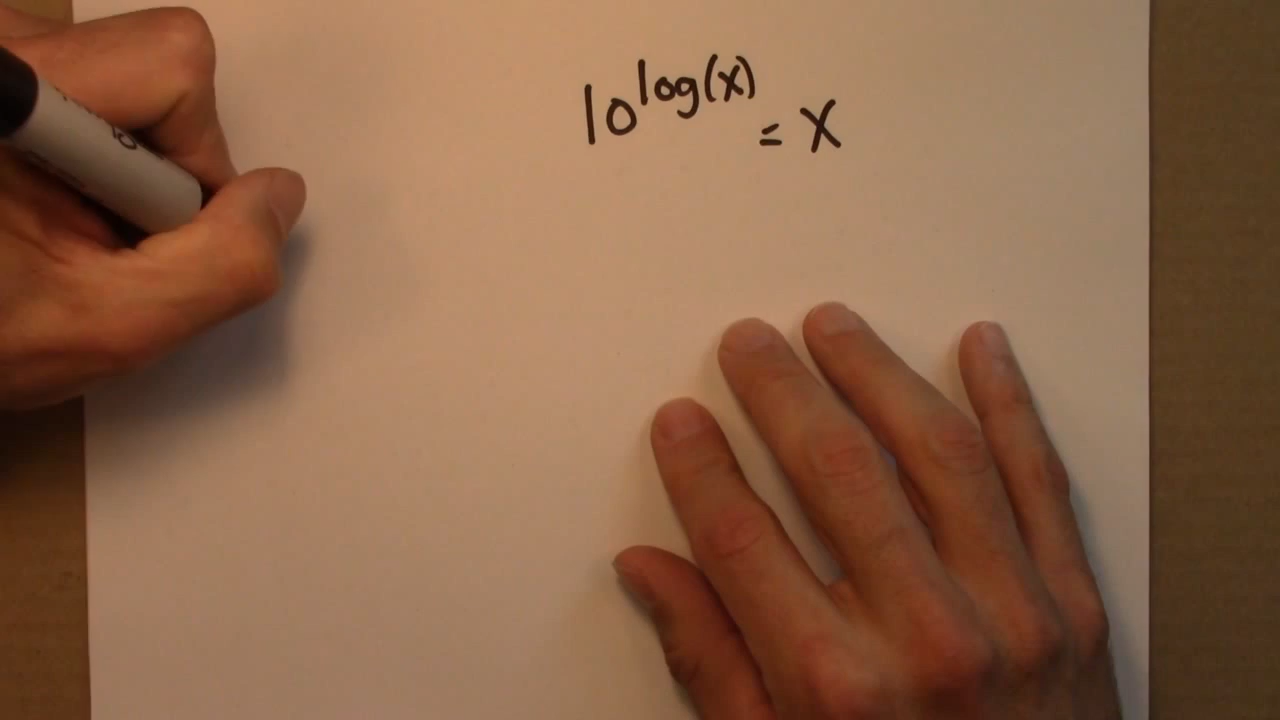 10^log(x) = x